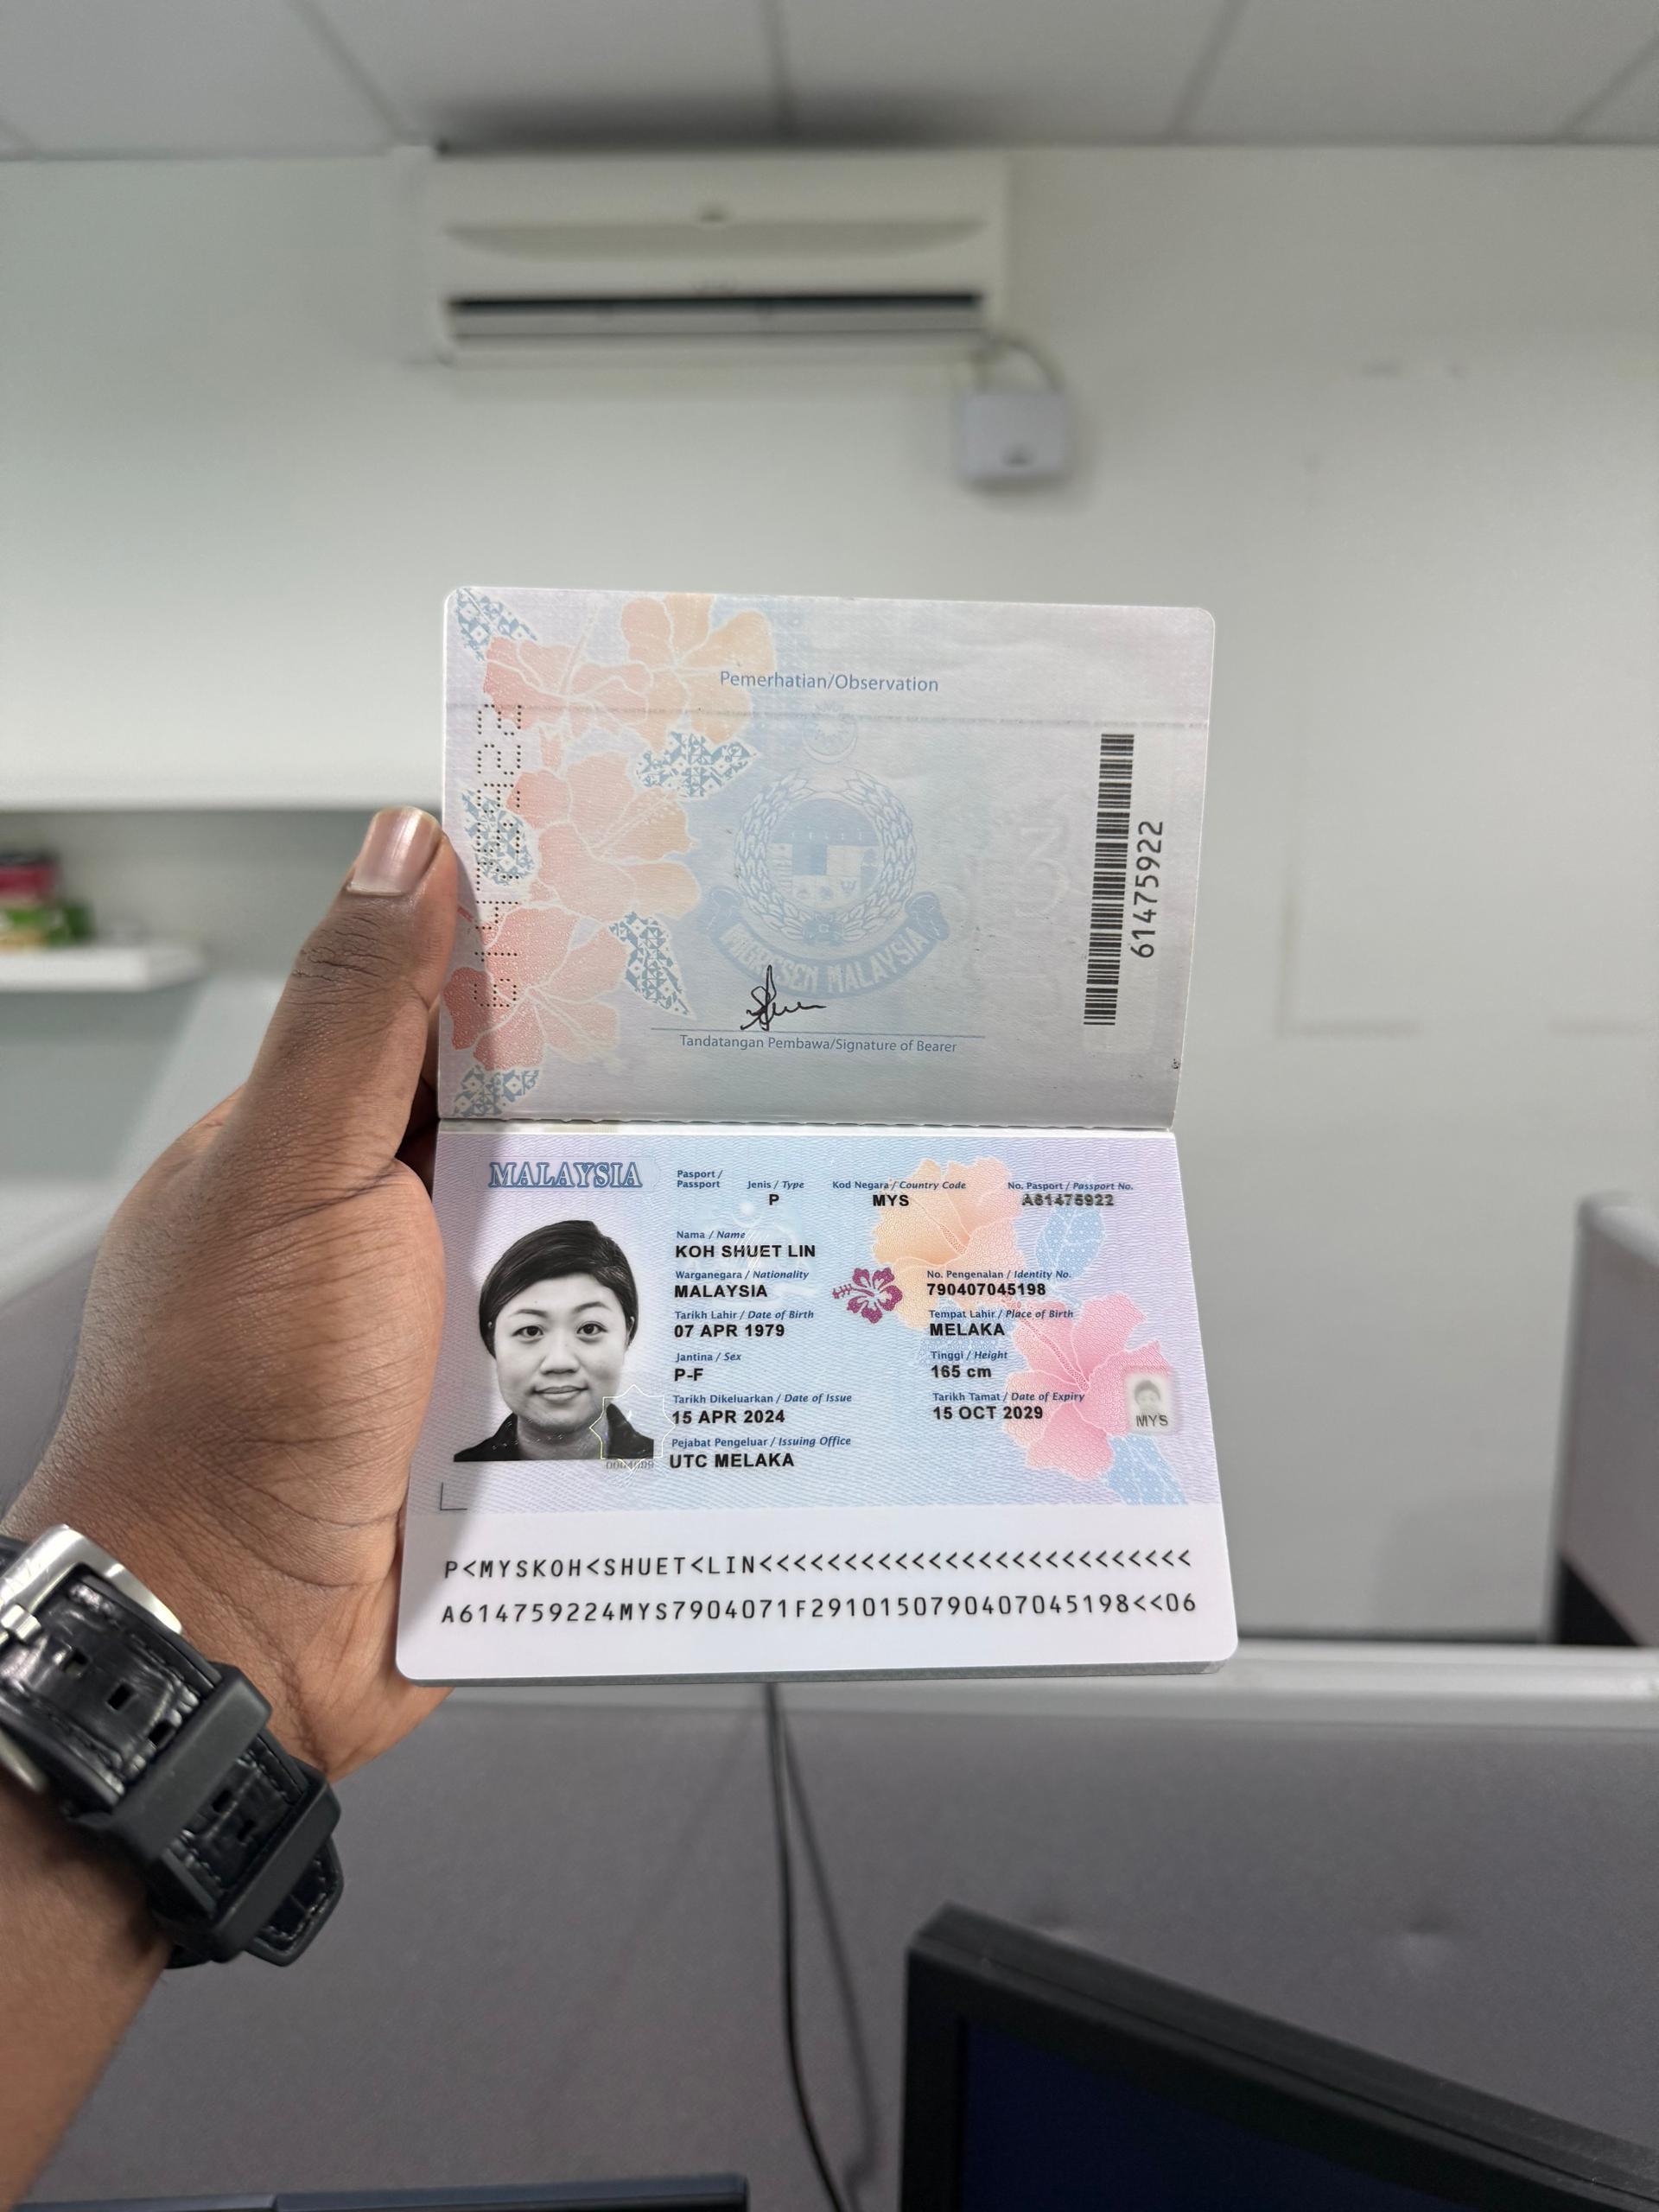 Pemerhatian/Observation
61475922
PERSEN MALAYSIA
Tandatangan Pembawa/Signature of Bearer
MALAYSIA
Pasport / Passport
Jenis / Type
Kod Negara / Country Code
No. Pasport / Passport No.
P
MYS
A61475922
Nama / Name
KOH SHUET LIN
Warganegara / Nationality
No. Pengenalan / Identity No.
MALAYSIA
790407045198
Tarikh Lahir / Date of Birth
Tempat Lahir / Place of Birth
07 APR 1979
MELAKA
Jantina / Sex
Tinggi / Height
P-F
165 cm
Tarikh Dikeluarkan / Date of Issue
Tarikh Tamat / Date of Expiry
15 APR 2024
15 OCT 2029
MYS
Pejabat Pengeluar / Issuing Office
UTC MELAKA
P<MYSKOH<SHUET<LIN<<<<<<<<<<<<<<<<<<<<<<<<<<
A614759224MYS7904071F2910150790407045198<<06